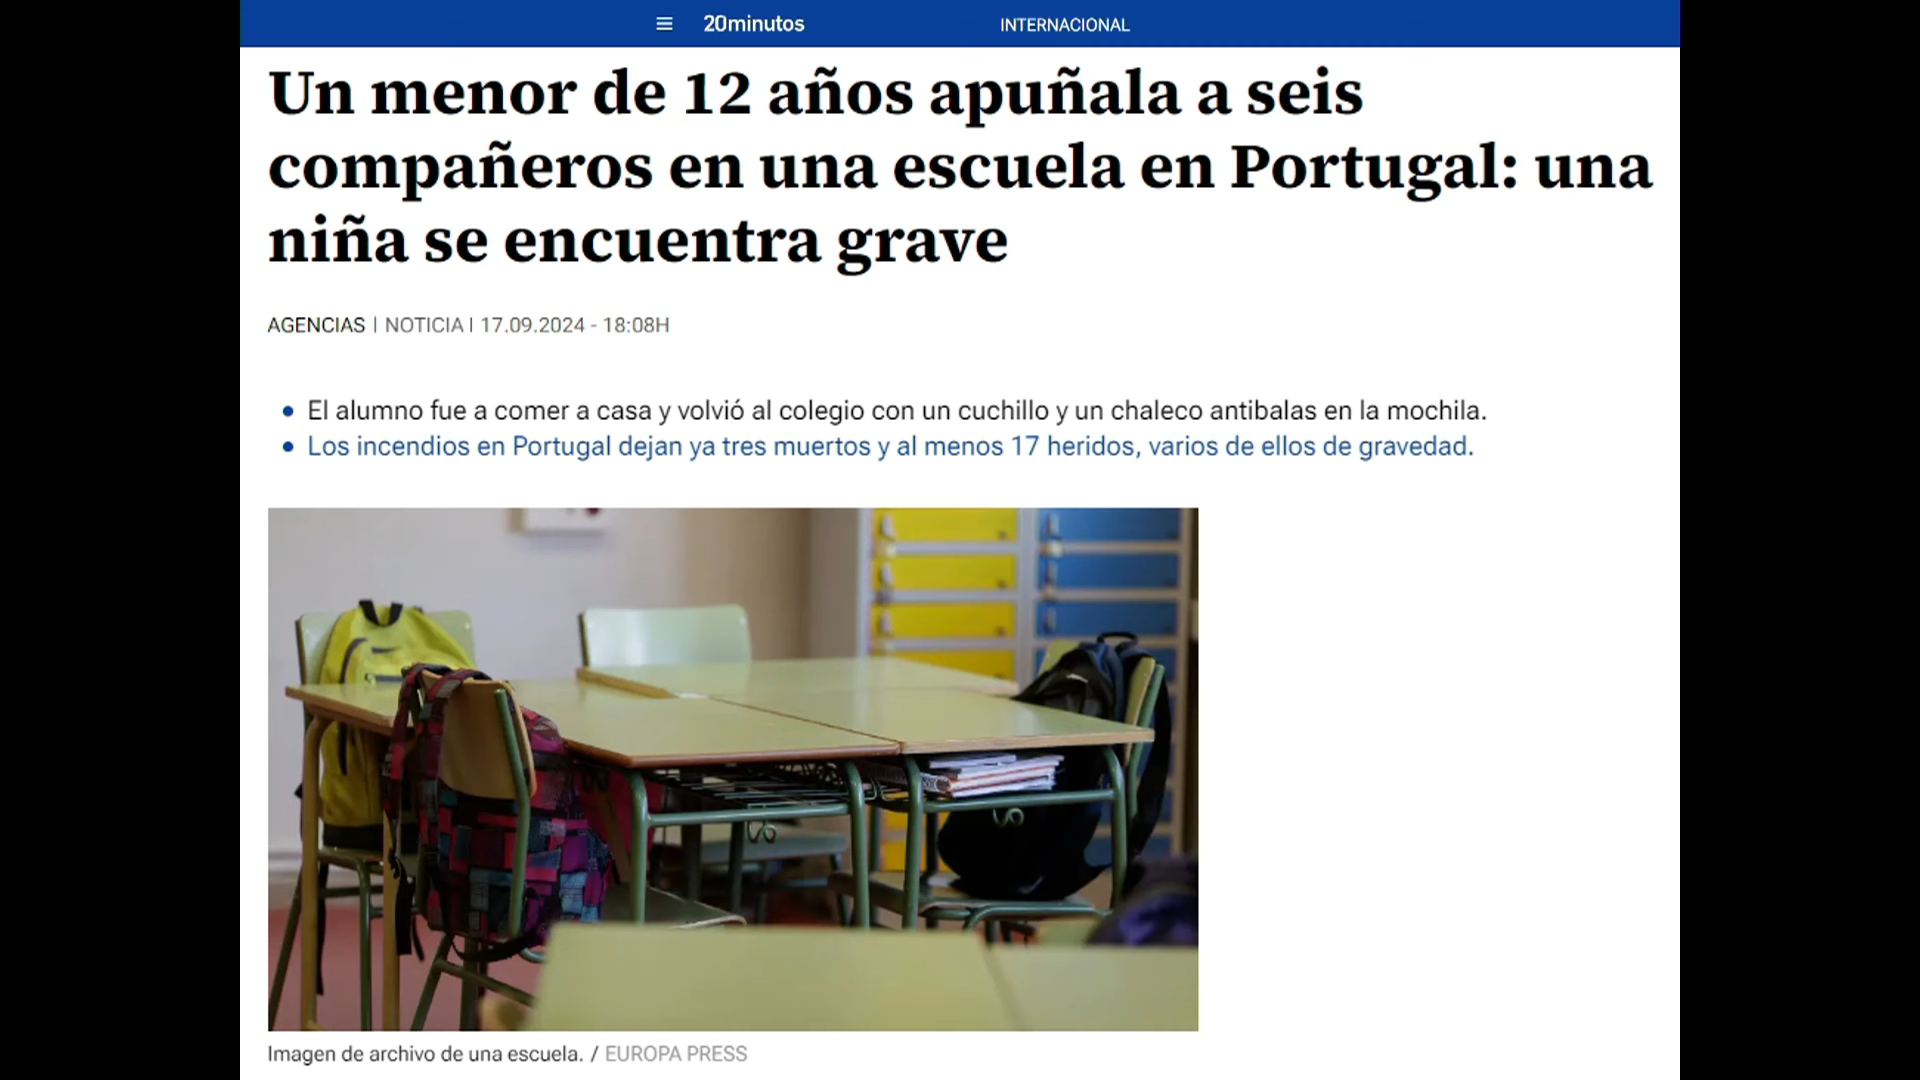 20minutos
INTERNACIONAL
Un menor de 12 años apuñala a seis
compañeros en una escuela en Portugal: una
niña se encuentra grave
AGENCIAS | NOTICIA | 17.09.2024 - 18:08H
El alumno fue a comer a casa y volvió al colegio con un cuchillo y un chaleco antibalas en la mochila.
Los incendios en Portugal dejan ya tres muertos y al menos 17 heridos, varios de ellos de gravedad.
Imagen de archivo de una escuela. / EUROPA PRESS